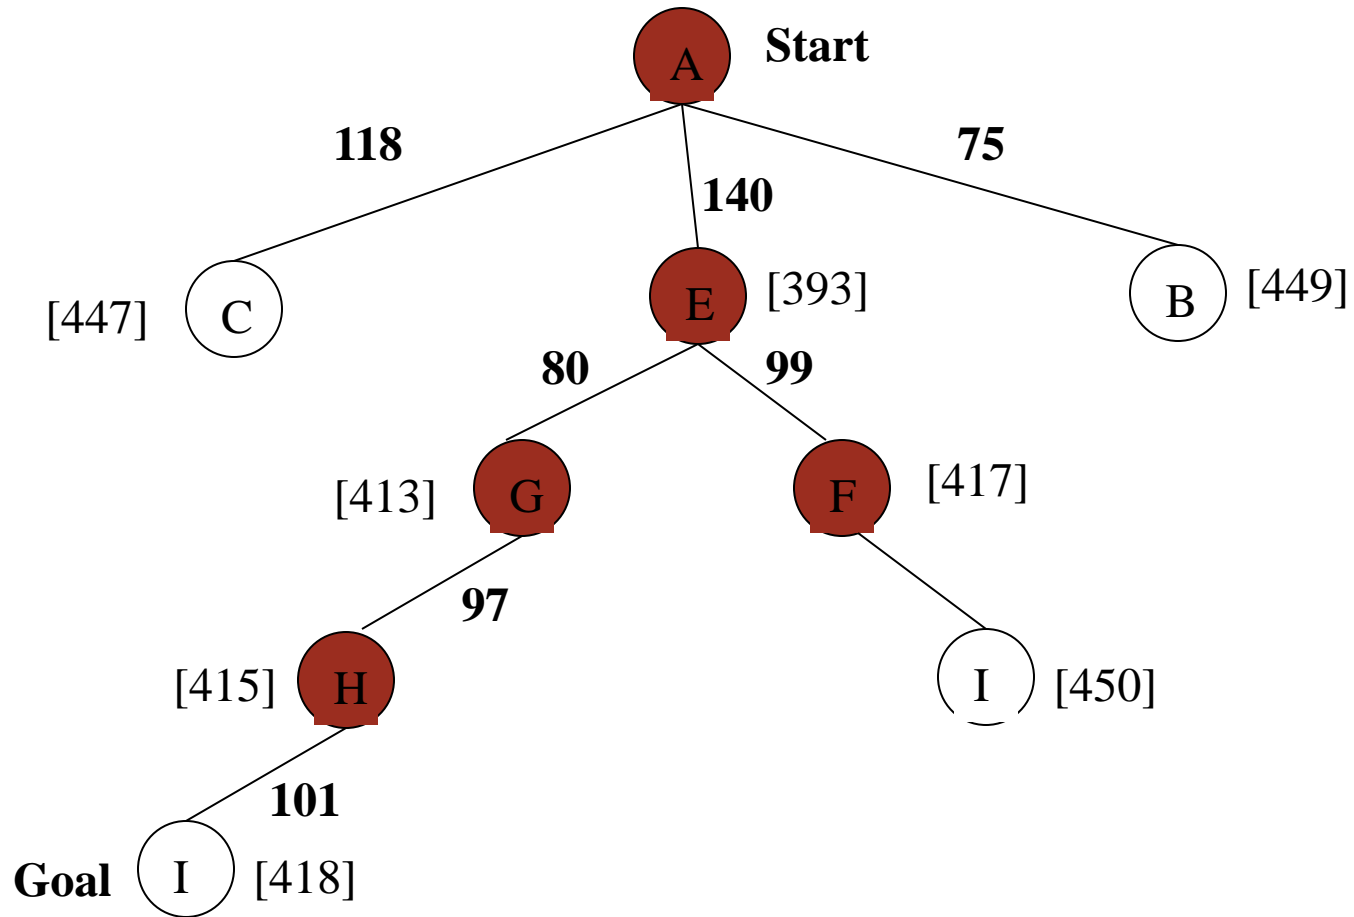 A Start
118 75
140
[447] C E [393] B [449]
80 99
[413] G F [417]
97
[415] H I [450]
101
Goal I [418]